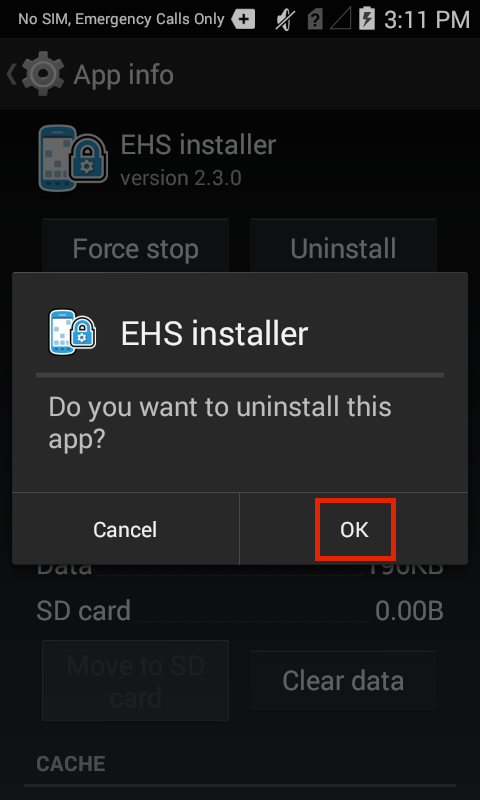 No SIM, Emergency Calls Only 3:11 PM
App info
EHS installer
version 2.3.0
Force stop Uninstall
EHS installer
Do you want to uninstall this
app?
Cancel OK
Data 190KB
SD card 0.00B
Move to SD
card
Clear data
CACHE